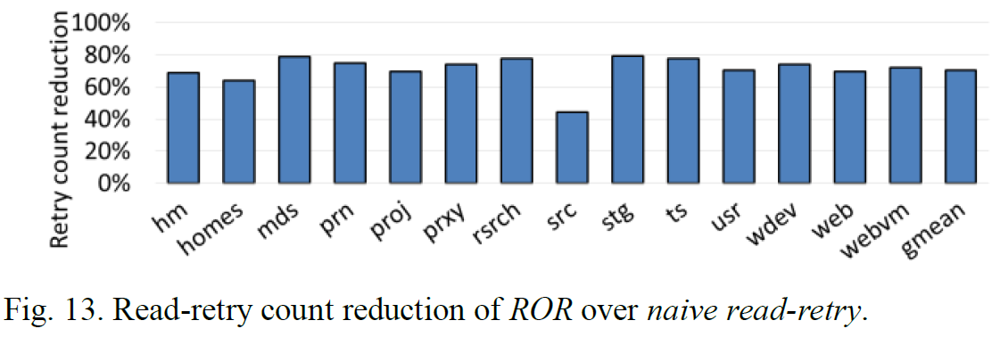 Retry count reduction
100%
80%
60%
40%
20%
0%
hm
homes
mds
prn
proj
prxy
rsrch
src
stg
ts
usr
wdev
web
webvm
gmean
Fig. 13. Read-retry count reduction of ROR over naive read-retry.